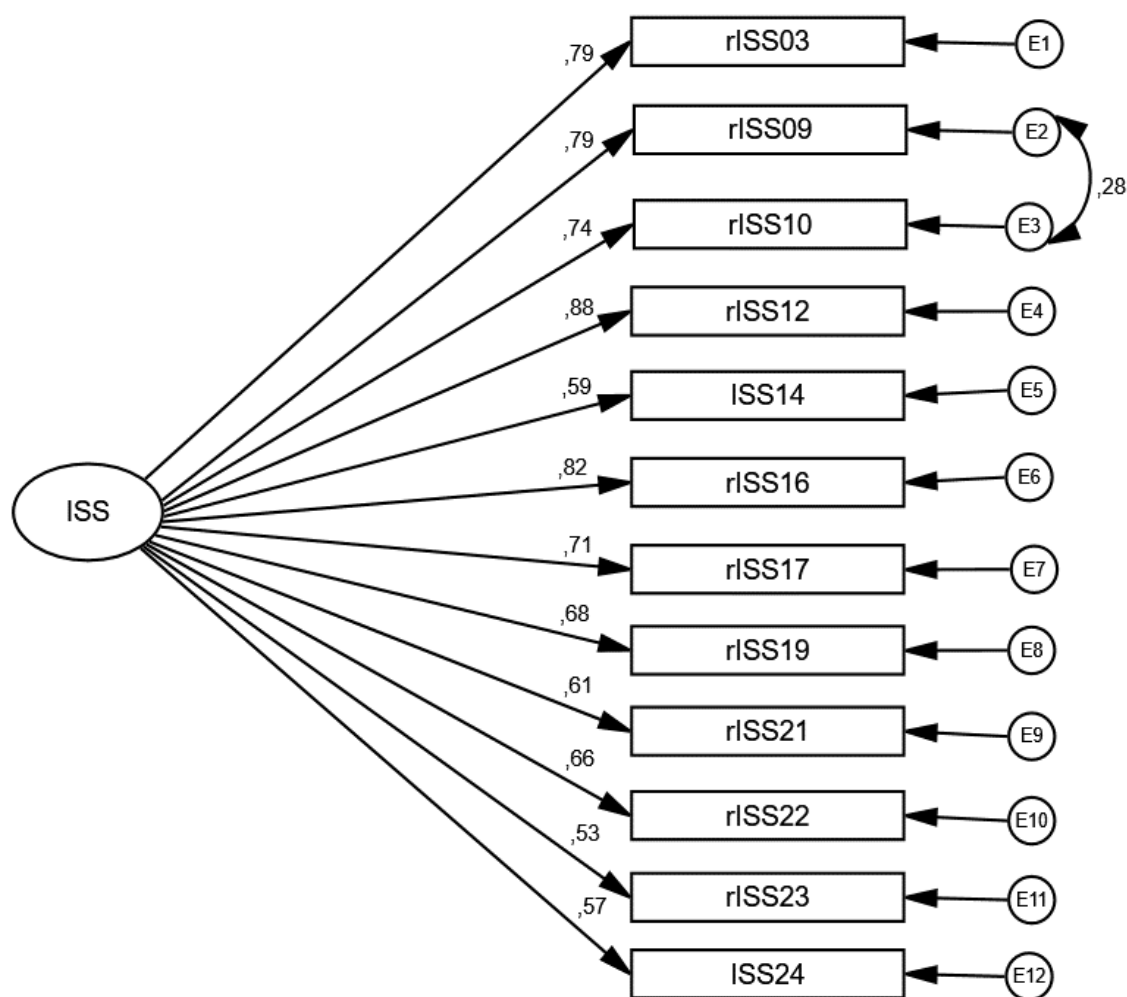 ,79
rISS03
E1
,79
rISS09
E2
,28
,74
rISS10
E3
,88
rISS12
E4
,59
ISS14
E5
ISS
,82
rISS16
E6
,71
rISS17
E7
,68
rISS19
E8
,61
rISS21
E9
,66
rISS22
E10
,53
rISS23
E11
,57
ISS24
E12